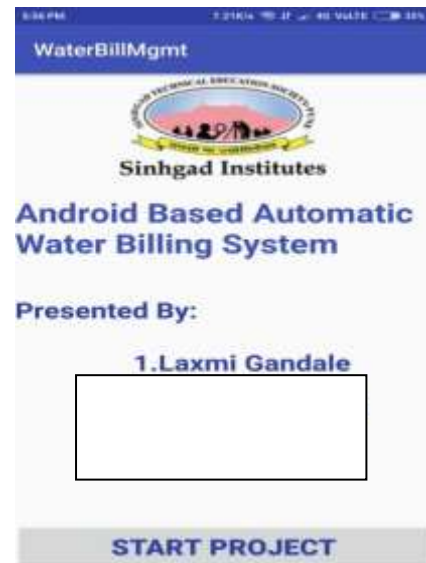 WaterBillMgmt
Sinhgad Institutes
Android Based Automatic
Water Billing System
Presented By:
1.Laxmi Gandale
START PROJECT